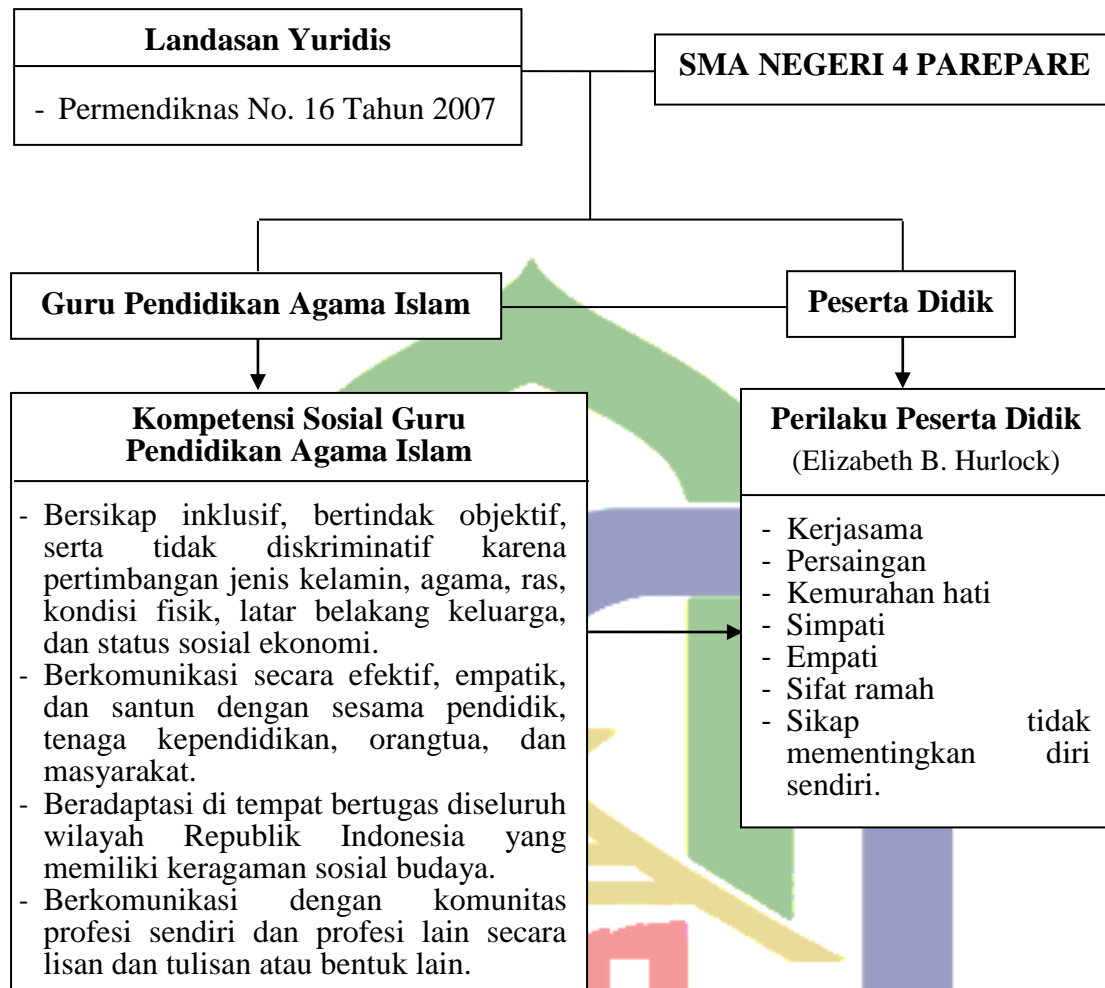 Landasan Yuridis
- Permendiknas No. 16 Tahun 2007
SMA NEGERI 4 PAREPARE
Guru Pendidikan Agama Islam
Peserta Didik
Kompetensi Sosial Guru
Pendidikan Agama Islam
- Bersikap inklusif, bertindak objektif,
serta tidak diskriminatif karena
pertimbangan jenis kelamin, agama, ras,
kondisi fisik, latar belakang keluarga,
dan status sosial ekonomi.
- Berkomunikasi secara efektif, empatik,
dan santun dengan sesama pendidik,
tenaga kependidikan, orangtua, dan
masyarakat.
- Beradaptasi di tempat bertugas diseluruh
wilayah Republik Indonesia yang
memiliki keragaman sosial budaya.
- Berkomunikasi dengan komunitas
profesi sendiri dan profesi lain secara
lisan dan tulisan atau bentuk lain.
Perilaku Peserta Didik
(Elizabeth B. Hurlock)
- Kerjasama
- Persaingan
- Kemurahan hati
- Simpati
- Empati
- Sifat ramah
- Sikap tidak
mementingkan diri
sendiri.